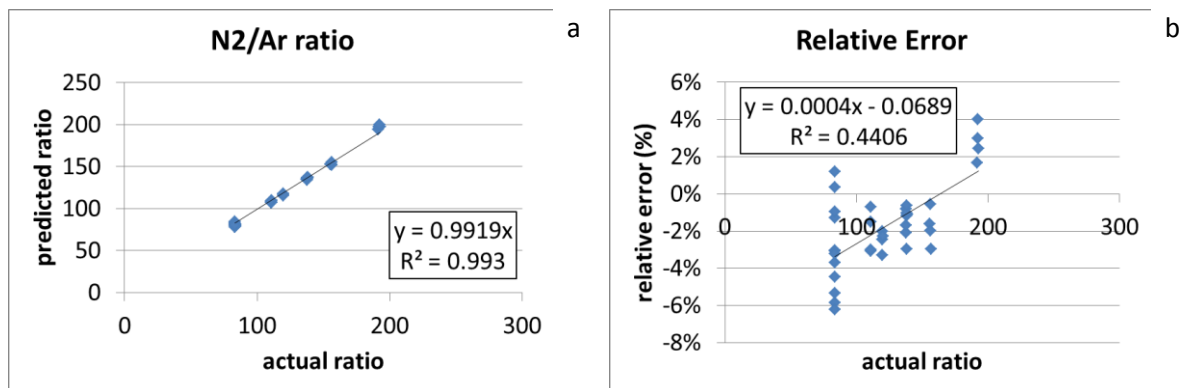 N2/Ar ratio
a
predicted ratio
250
200
150
100
50
0
y = 0.9919x
R² = 0.993
0 100 200 300
actual ratio
Relative Error
b
relative error (%)
6%
4%
2%
0%
-2%
-4%
-6%
-8%
y = 0.0004x - 0.0689
R² = 0.4406
0 100 200 300
actual ratio